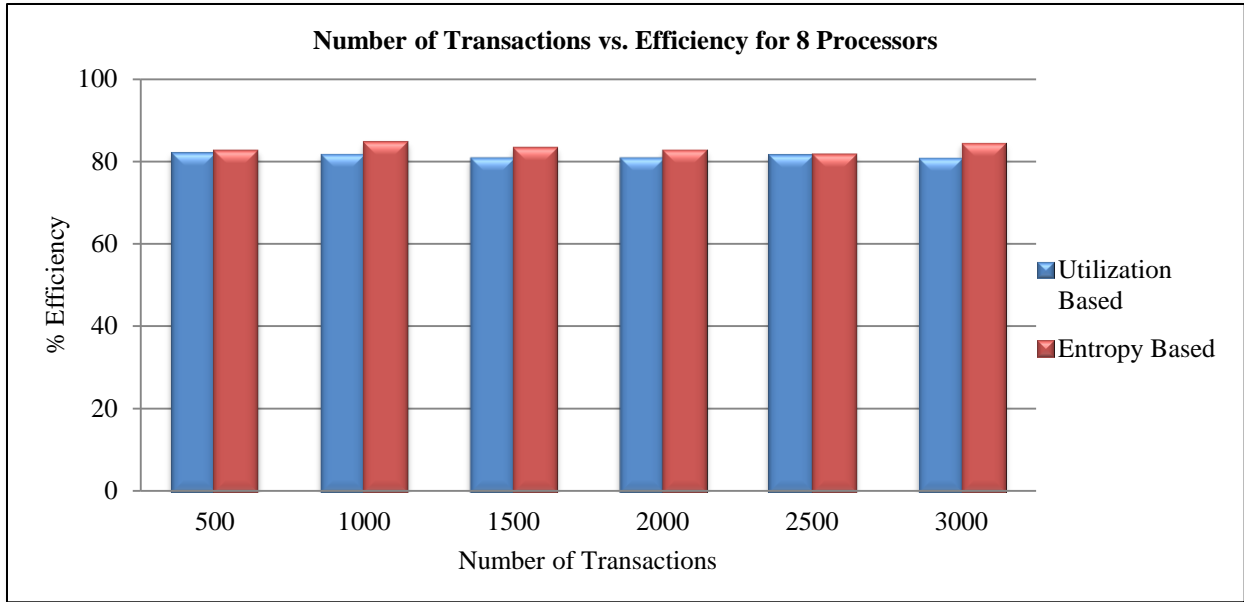 Number of Transactions vs. Efficiency for 8 Processors
100
80
60
40
20
0
% Efficiency
500 1000 1500 2000 2500 3000
Number of Transactions
Utilization
Based
Entropy Based